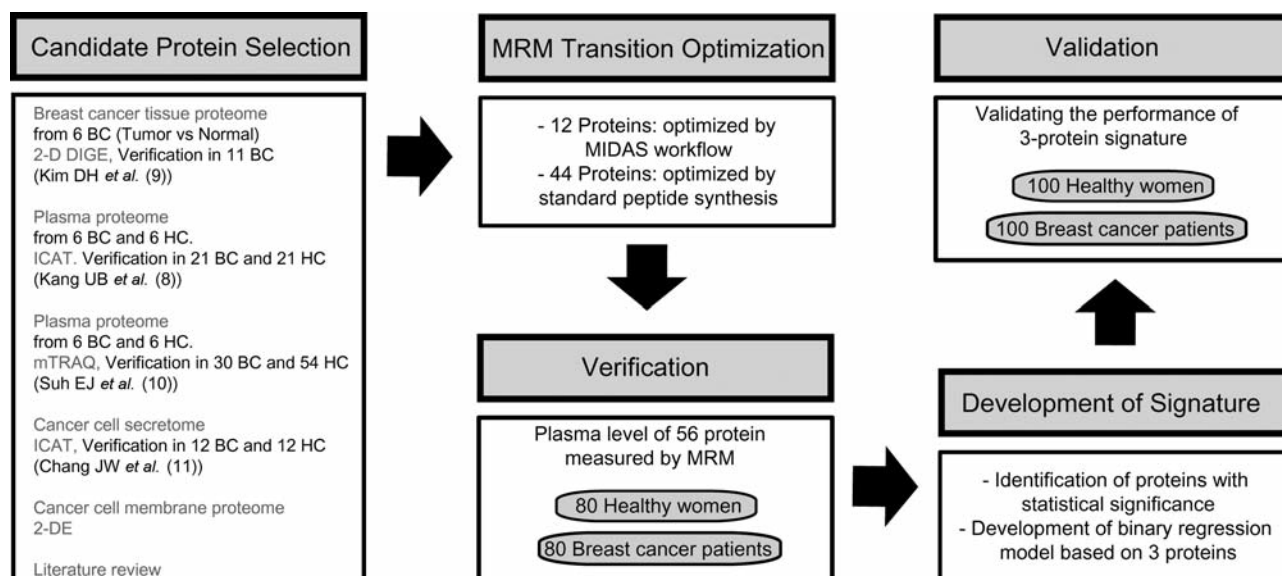 Candidate Protein Selection
Breast cancer tissue proteome
from 6 BC (Tumor vs Normal)
2-D DIGE, Verification in 11 BC
(Kim DH et al. (9))
Plasma proteome
from 6 BC and 6 HC.
ICAT. Verification in 21 BC and 21 HC
(Kang UB et al. (8))
Plasma proteome
from 6 BC and 6 HC.
mTRAQ, Verification in 30 BC and 54 HC
(Suh EJ et al. (10))
Cancer cell secretome
ICAT, Verification in 12 BC and 12 HC
(Chang JW et al. (11))
Cancer cell membrane proteome
2-DE
Literature review
MRM Transition Optimization
- 12 Proteins: optimized by
MIDAS workflow
- 44 Proteins: optimized by
standard peptide synthesis
Verification
Plasma level of 56 protein
measured by MRM
80 Healthy women
80 Breast cancer patients
Development of Signature
- Identification of proteins with
statistical significance
- Development of binary regression
model based on 3 proteins
Validation
Validating the performance of
3-protein signature
100 Healthy women
100 Breast cancer patients